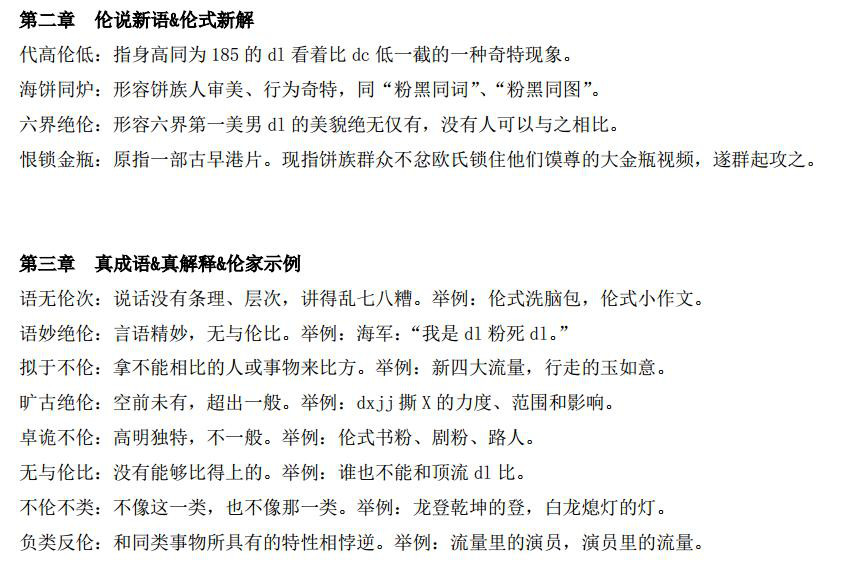 第二章　伦说新语&伦式新解
代高伦低：指身高同为 185 的 dl 看着比 dc 低一截的一种奇特现象。
海饼同炉：形容饼族人审美、行为奇特，同“粉黑同词”、“粉黑同图”。
六界绝伦：形容六界第一美男 dl 的美貌绝无仅有，没有人可以与之相比。
恨锁金瓶：原指一部古早港片。现指饼族群众不忿欧氏锁住他们馍尊的大金瓶视频，遂群起攻之。
第三章　真成语&真解释&伦家示例
语无伦次：说话没有条理、层次，讲得乱七八糟。举例：伦式洗脑包，伦式小作文。
语妙绝伦：言语精妙，无与伦比。举例：海军：“我是 dl 粉死 dl。”
拟于不伦：拿不能相比的人或事物来比方。举例：新四大流量，行走的玉如意。
旷古绝伦：空前未有，超出一般。举例：dxjj 撕 X 的力度、范围和影响。
卓诡不伦：高明独特，不一般。举例：伦式书粉、剧粉、路人。
无与伦比：没有能够比得上的。举例：谁也不能和顶流 dl 比。
不伦不类：不像这一类，也不像那一类。举例：龙登乾坤的登，白龙熄灯的灯。
负类反伦：和同类事物所具有的特性相悖逆。举例：流量里的演员，演员里的流量。